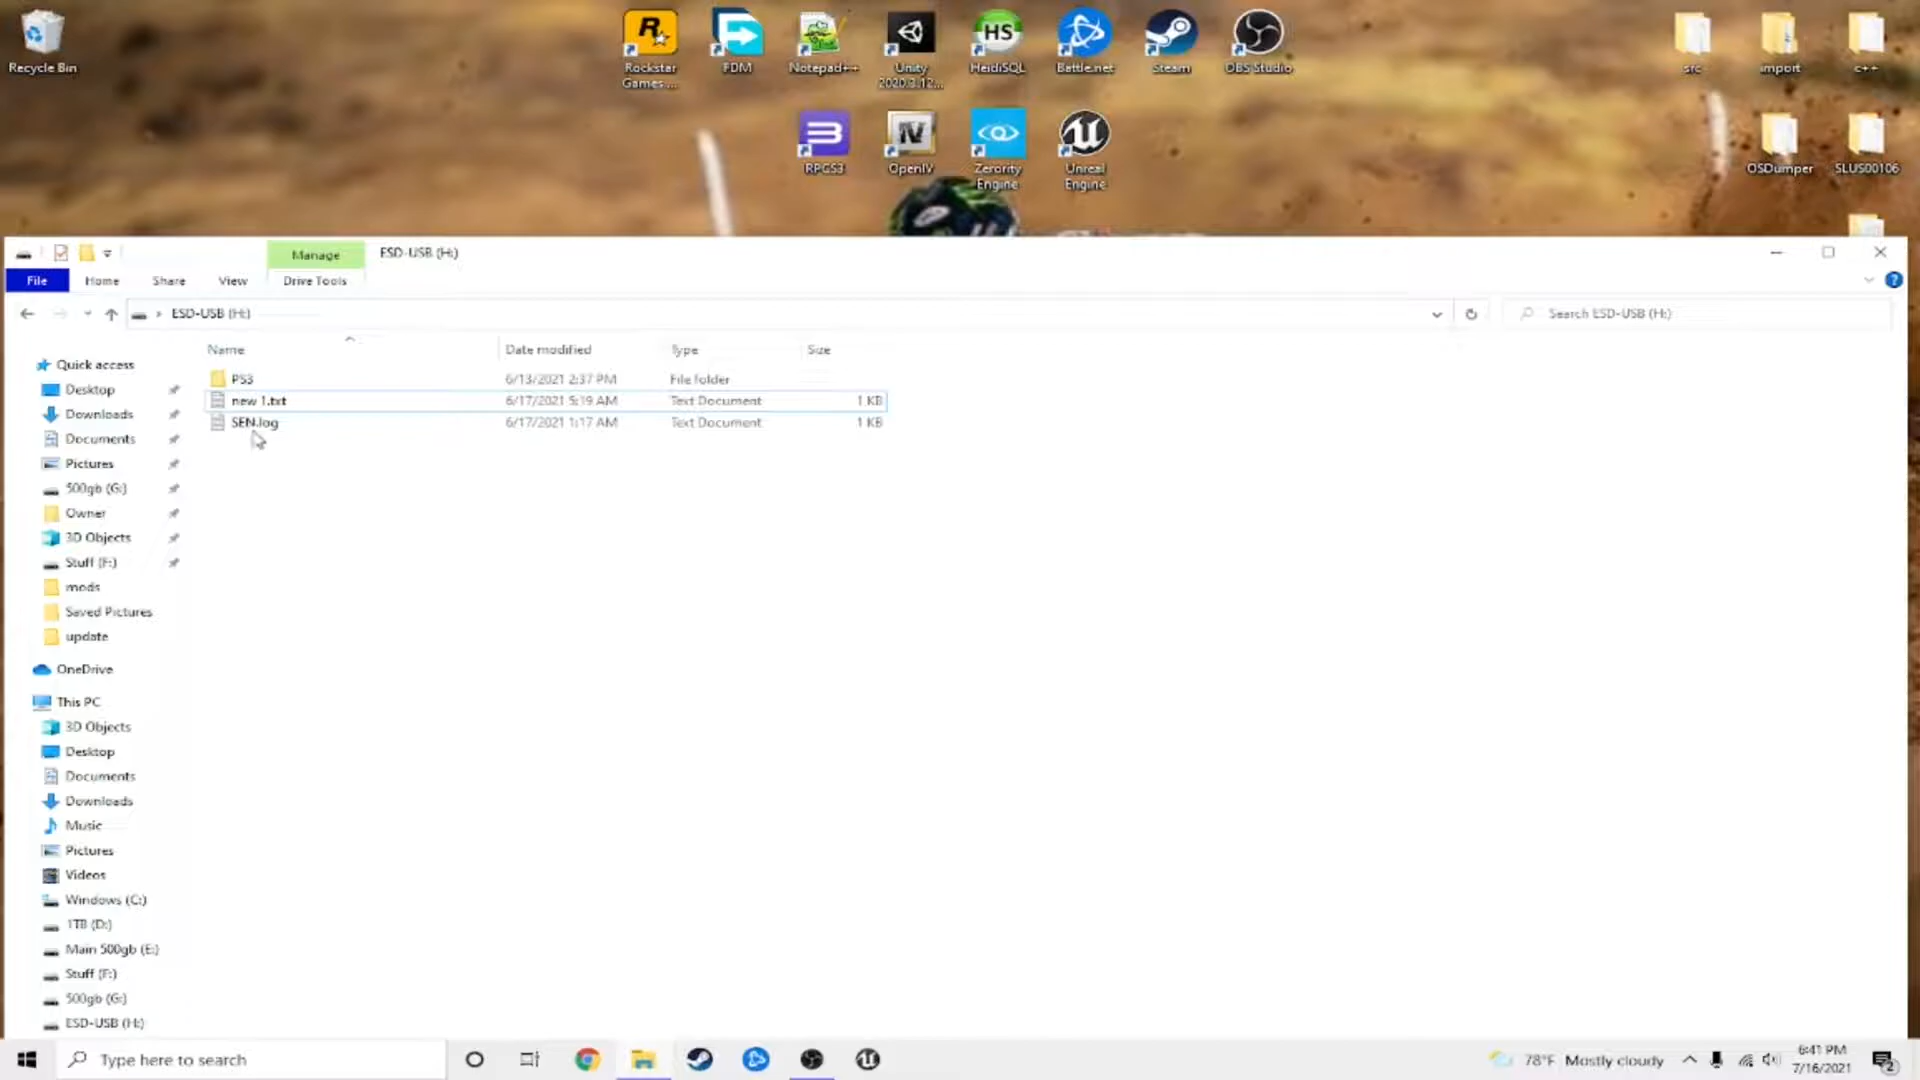 Recycle Bin
Rockstar Games ...
FDM
Notepad++
Unity 2020.3.12...
HeidiSQL
Battle.net
Steam
OBS Studio
src
import
c++
RPCS3
OpenIV
Zerority Engine
Unreal Engine
OSDumper
SLUS00106
Manage
ESD-USB (H:)
File
Home
Share
View
Drive Tools
ESD-USB (H:)
Search ESD-USB (H:)
Name
Date modified
Type
Size
PS3
6/13/2021 2:37 PM
File folder
new 1.txt
6/17/2021 5:19 AM
Text Document
1 KB
SEN.log
6/17/2021 1:17 AM
Text Document
1 KB
Quick access
Desktop
Downloads
Documents
Pictures
500gb (G:)
Owner
3D Objects
Stuff (F:)
mods
Saved Pictures
update
OneDrive
This PC
3D Objects
Desktop
Documents
Downloads
Music
Pictures
Videos
Windows (C:)
1TB (D:)
Main 500gb (E:)
Stuff (F:)
500gb (G:)
ESD-USB (H:)
Type here to search
78°F Mostly cloudy
6:41 PM
7/16/2021
2